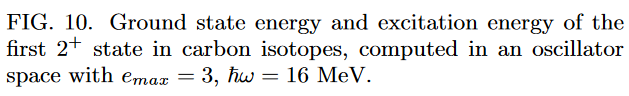 FIG. 10. Ground state energy and excitation energy of the
first 2⁺ state in carbon isotopes, computed in an oscillator
space with eₘₐₓ = 3, ħω = 16 MeV.